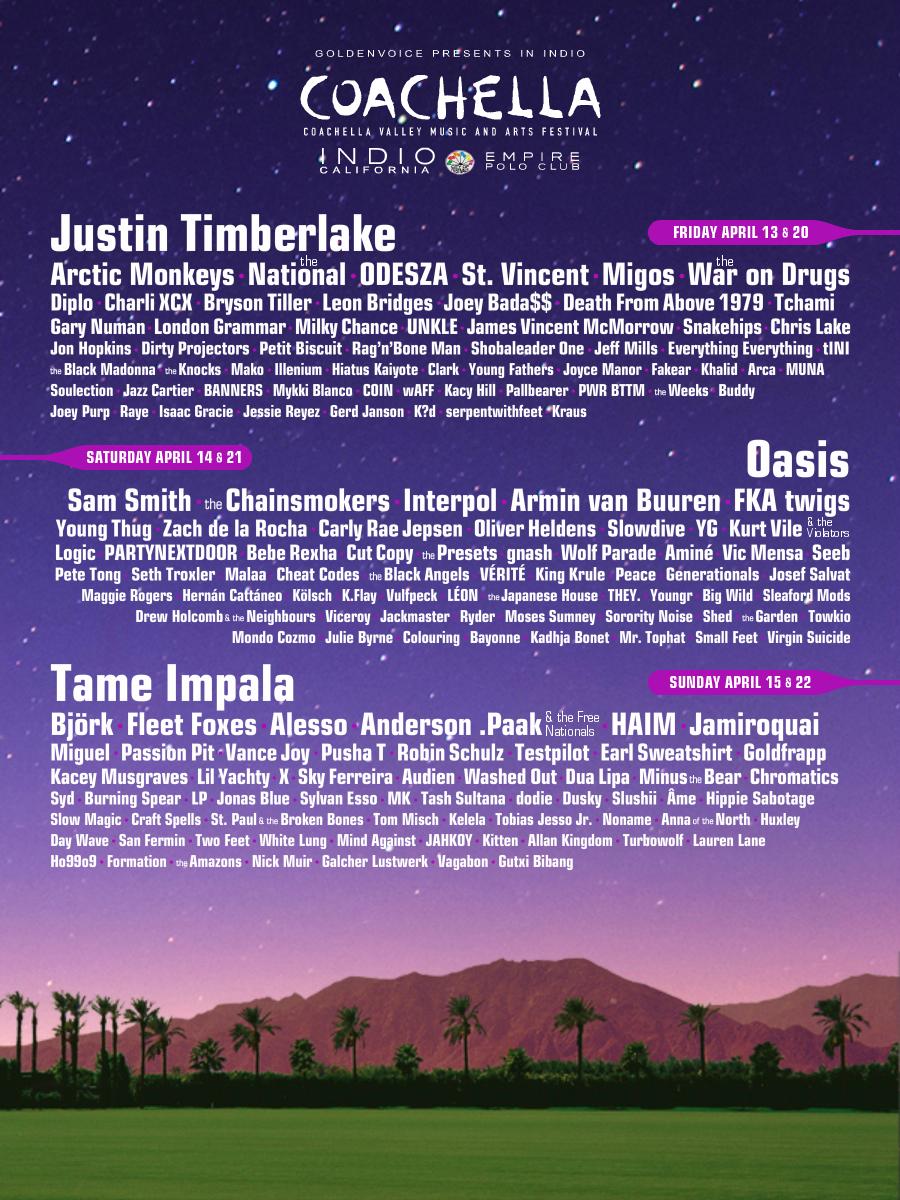 GOLDENVOICE PRESENTS IN INDIO
COACHELLA
COACHELLA VALLEY MUSIC AND ARTS FESTIVAL
INDIO CALIFORNIA EMPIRE POLO CLUB
Justin Timberlake
FRIDAY APRIL 13 & 20
Arctic Monkeys · the National · ODESZA · St. Vincent · Migos · the War on Drugs
Diplo · Charli XCX · Bryson Tiller · Leon Bridges · Joey Bada$$ · Death From Above 1979 · Tchami
Gary Numan · London Grammar · Milky Chance · UNKLE · James Vincent McMorrow · Snakehips · Chris Lake
Jon Hopkins · Dirty Projectors · Petit Biscuit · Rag'n'Bone Man · Shobaleader One · Jeff Mills · Everything Everything · tINI
the Black Madonna · the Knocks · Mako · Illenium · Hiatus Kaiyote · Clark · Young Fathers · Joyce Manor · Fakear · Khalid · Arca · MUNA
Soulection · Jazz Cartier · BANNERS · Mykki Blanco · COIN · wAFF · Kacy Hill · Pallbearer · PWR BTTM · the Weeks · Buddy
Joey Purp · Raye · Isaac Gracie · Jessie Reyez · Gerd Janson · K?d · serpentwithfeet · Kraus
SATURDAY APRIL 14 & 21
Oasis
Sam Smith · the Chainsmokers · Interpol · Armin van Buuren · FKA twigs
Young Thug · Zach de la Rocha · Carly Rae Jepsen · Oliver Heldens · Slowdive · YG · Kurt Vile & the Violators
Logic · PARTYNEXTDOOR · Bebe Rexha · Cut Copy · the Presets · gnash · Wolf Parade · Aminé · Vic Mensa · Seeb
Pete Tong · Seth Troxler · Malaa · Cheat Codes · the Black Angels · VÉRITÉ · King Krule · Peace · Generationals · Josef Salvat
Maggie Rogers · Hernán Cattáneo · Kölsch · K.Flay · Vulfpeck · LÉON · the Japanese House · THEY. · Youngr · Big Wild · Sleaford Mods
Drew Holcomb & the Neighbours · Viceroy · Jackmaster · Ryder · Moses Sumney · Sorority Noise · Shed · the Garden · Towkio
Mondo Cozmo · Julie Byrne · Colouring · Bayonne · Kadhja Bonet · Mr. Tophat · Small Feet · Virgin Suicide
Tame Impala
SUNDAY APRIL 15 & 22
Björk · Fleet Foxes · Alesso · Anderson .Paak & the Free Nationals · HAIM · Jamiroquai
Miguel · Passion Pit · Vance Joy · Pusha T · Robin Schulz · Testpilot · Earl Sweatshirt · Goldfrapp
Kacey Musgraves · Lil Yachty · X · Sky Ferreira · Audien · Washed Out · Dua Lipa · Minus the Bear · Chromatics
Syd · Burning Spear · LP · Jonas Blue · Sylvan Esso · MK · Tash Sultana · dodie · Dusky · Slushii · Âme · Hippie Sabotage
Slow Magic · Craft Spells · St. Paul & the Broken Bones · Tom Misch · Kelela · Tobias Jesso Jr. · Noname · Anna of the North · Huxley
Day Wave · San Fermin · Two Feet · White Lung · Mind Against · JAHKOY · Kitten · Allan Kingdom · Turbowolf · Lauren Lane
Ho99o9 · Formation · the Amazons · Nick Muir · Galcher Lustwerk · Vagabon · Gutxi Bibang